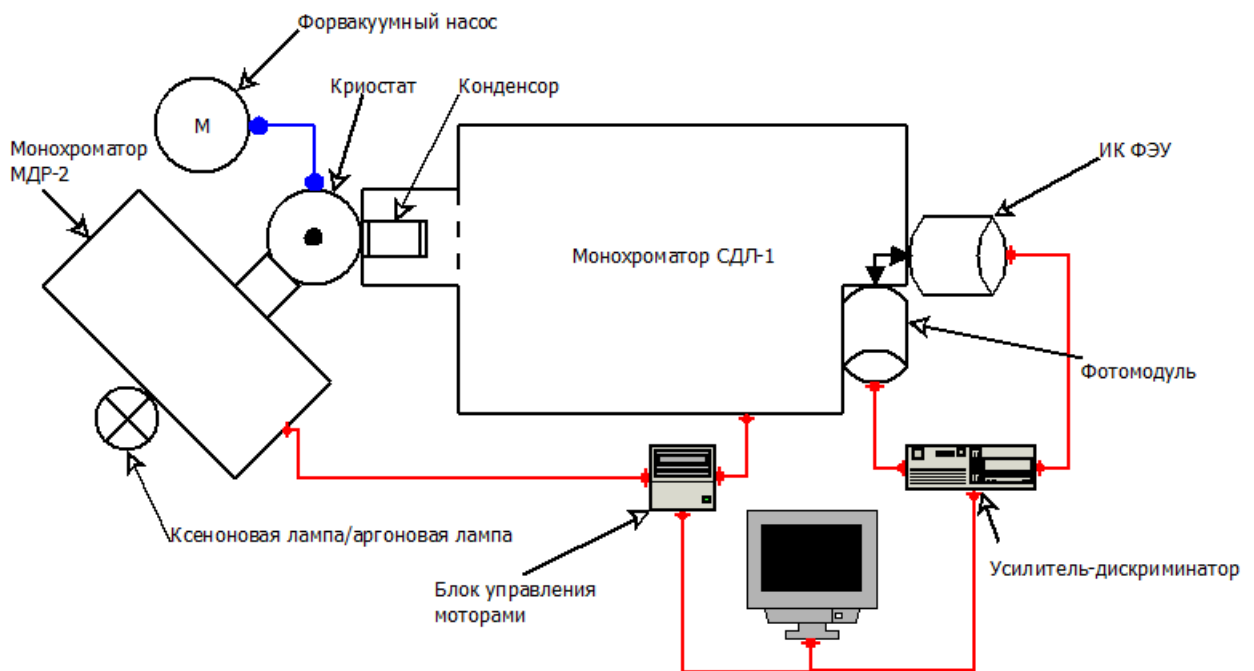 Форвакуумный насос
Криостат
Конденсор
М
Монохроматор
МДР-2
ИК ФЭУ
Монохроматор СДЛ-1
Фотомодуль
Ксеноновая лампа/аргоновая лампа
Усилитель-дискриминатор
Блок управления
моторами